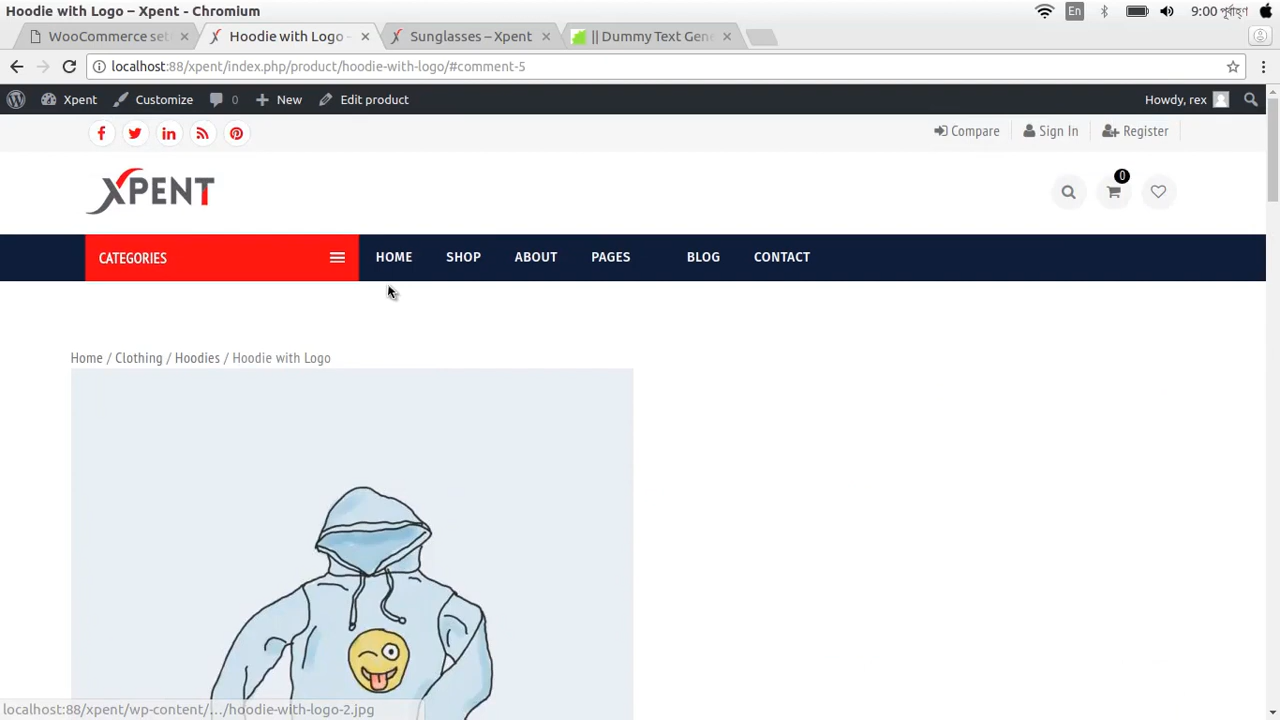 Hoodie with Logo – Xpent - Chromium
En
9:00 পূর্বাহ্ণ
WooCommerce set
Hoodie with Logo –
Sunglasses – Xpent
|| Dummy Text Gene
localhost:88/xpent/index.php/product/hoodie-with-logo/#comment-5
Xpent
Customize
0
New
Edit product
Howdy, rex
Compare
Sign In
Register
XPENT
0
CATEGORIES
HOME
SHOP
ABOUT
PAGES
BLOG
CONTACT
Home / Clothing / Hoodies / Hoodie with Logo
localhost:88/xpent/wp-content/.../hoodie-with-logo-2.jpg